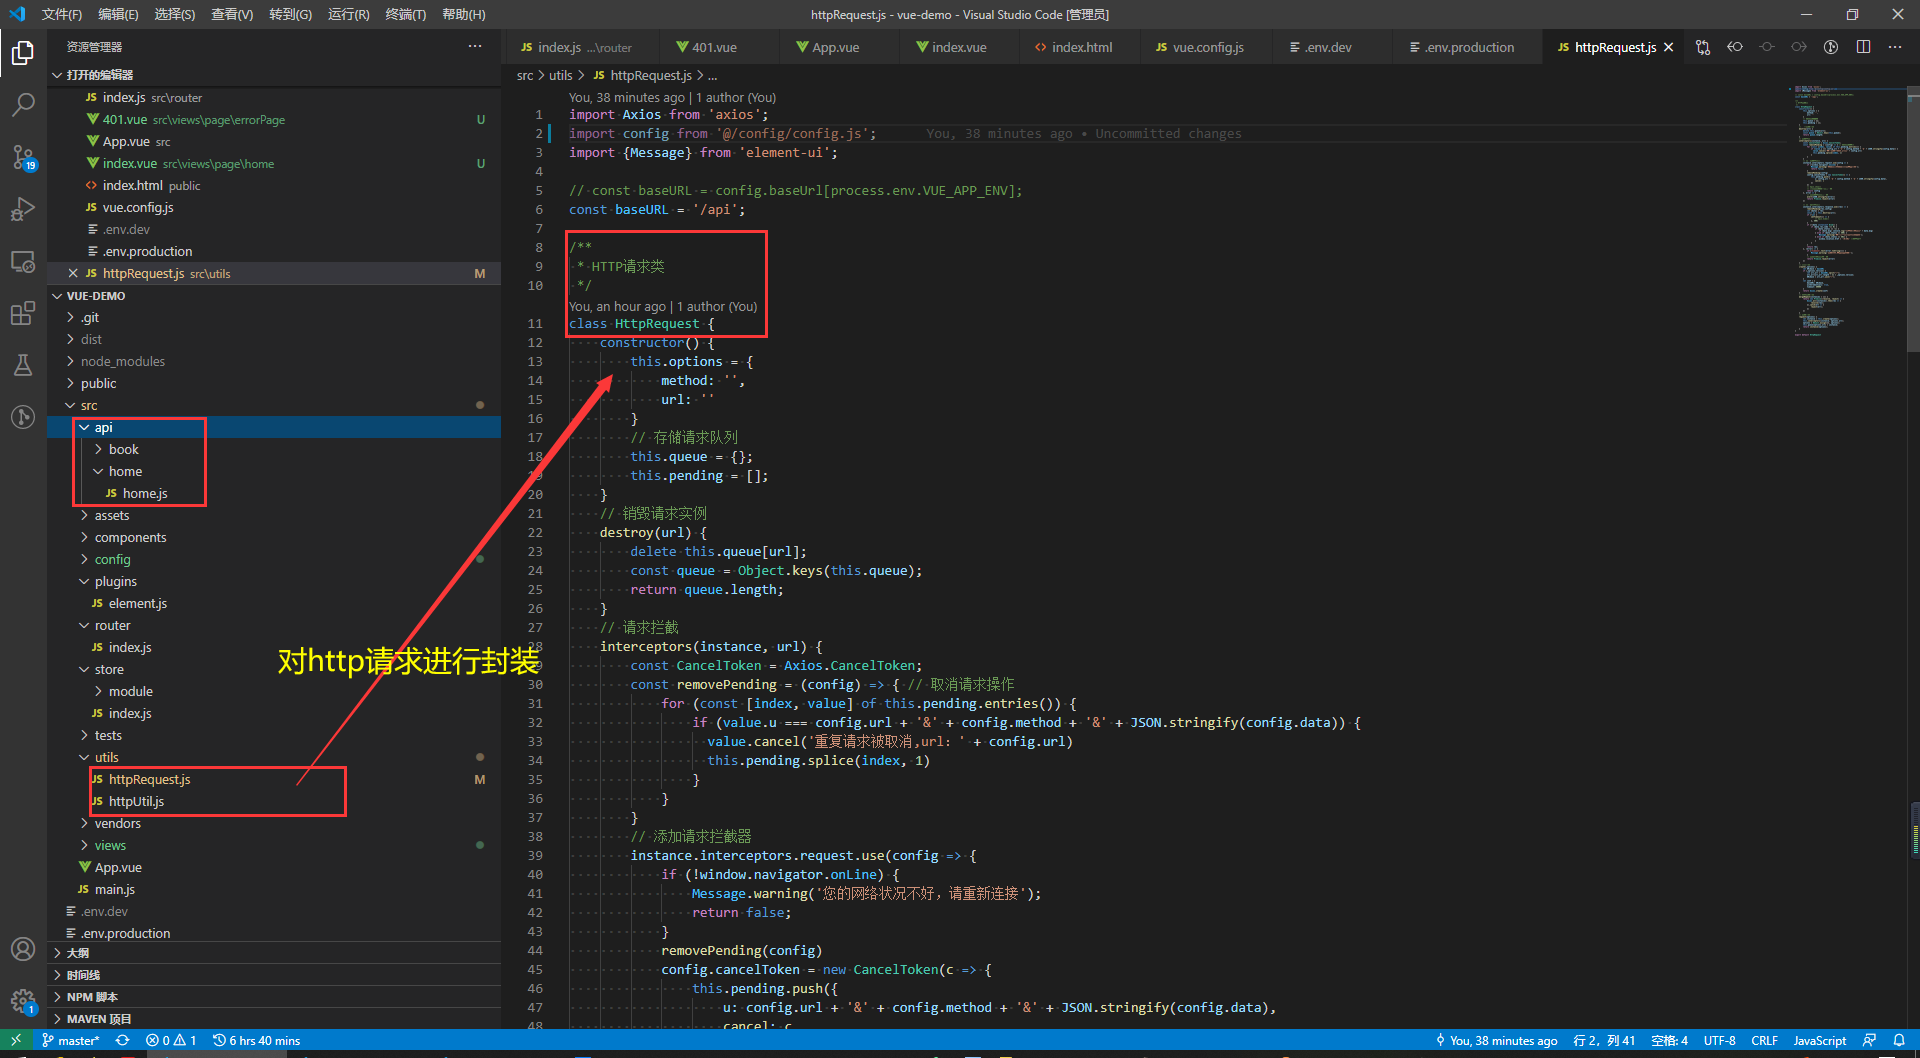 文件(F) 编辑(E) 选择(S) 查看(V) 转到(G) 运行(R) 终端(T) 帮助(H)
httpRequest.js - vue-demo - Visual Studio Code [管理员]
资源管理器
打开的编辑器
JS index.js src\router
401.vue src\views\page\errorPage U
App.vue src
index.vue src\views\page\home U
<> index.html public
JS vue.config.js
.env.dev
.env.production
JS httpRequest.js src\utils M
VUE-DEMO
.git
dist
node_modules
public
src
api
book
home
JS home.js
assets
components
config
plugins
JS element.js
router
JS index.js
store
module
JS index.js
tests
utils
JS httpRequest.js M
JS httpUtil.js
vendors
views
App.vue
JS main.js
.env.dev
.env.production
大纲
时间线
NPM 脚本
MAVEN 项目
19
1
对http请求进行封装
JS index.js ...\router
401.vue
App.vue
index.vue
<> index.html
JS vue.config.js
.env.dev
.env.production
JS httpRequest.js
src > utils > JS httpRequest.js > ...
You, 38 minutes ago | 1 author (You)
1 import Axios from 'axios';
2 import config from '@/config/config.js'; You, 38 minutes ago • Uncommitted changes
3 import {Message} from 'element-ui';
4
5 // const baseURL = config.baseUrl[process.env.VUE_APP_ENV];
6 const baseURL = '/api';
7
8 /**
9 * HTTP请求类
10 */
You, an hour ago | 1 author (You)
11 class HttpRequest {
12 constructor() {
13 this.options = {
14 method: '',
15 url: ''
16 }
17 // 存储请求队列
18 this.queue = {};
19 this.pending = [];
20 }
21 // 销毁请求实例
22 destroy(url) {
23 delete this.queue[url];
24 const queue = Object.keys(this.queue);
25 return queue.length;
26 }
27 // 请求拦截
28 interceptors(instance, url) {
29 const CancelToken = Axios.CancelToken;
30 const removePending = (config) => { // 取消请求操作
31 for (const [index, value] of this.pending.entries()) {
32 if (value.u === config.url + '&' + config.method + '&' + JSON.stringify(config.data)) {
33 value.cancel('重复请求被取消,url: ' + config.url)
34 this.pending.splice(index, 1)
35 }
36 }
37 }
38 // 添加请求拦截器
39 instance.interceptors.request.use(config => {
40 if (!window.navigator.onLine) {
41 Message.warning('您的网络状况不好，请重新连接');
42 return false;
43 }
44 removePending(config)
45 config.cancelToken = new CancelToken(c => {
46 this.pending.push({
47 u: config.url + '&' + config.method + '&' + JSON.stringify(config.data),
48 cancel: c
master* 0 1 6 hrs 40 mins
You, 38 minutes ago 行 2, 列 41 空格: 4 UTF-8 CRLF JavaScript